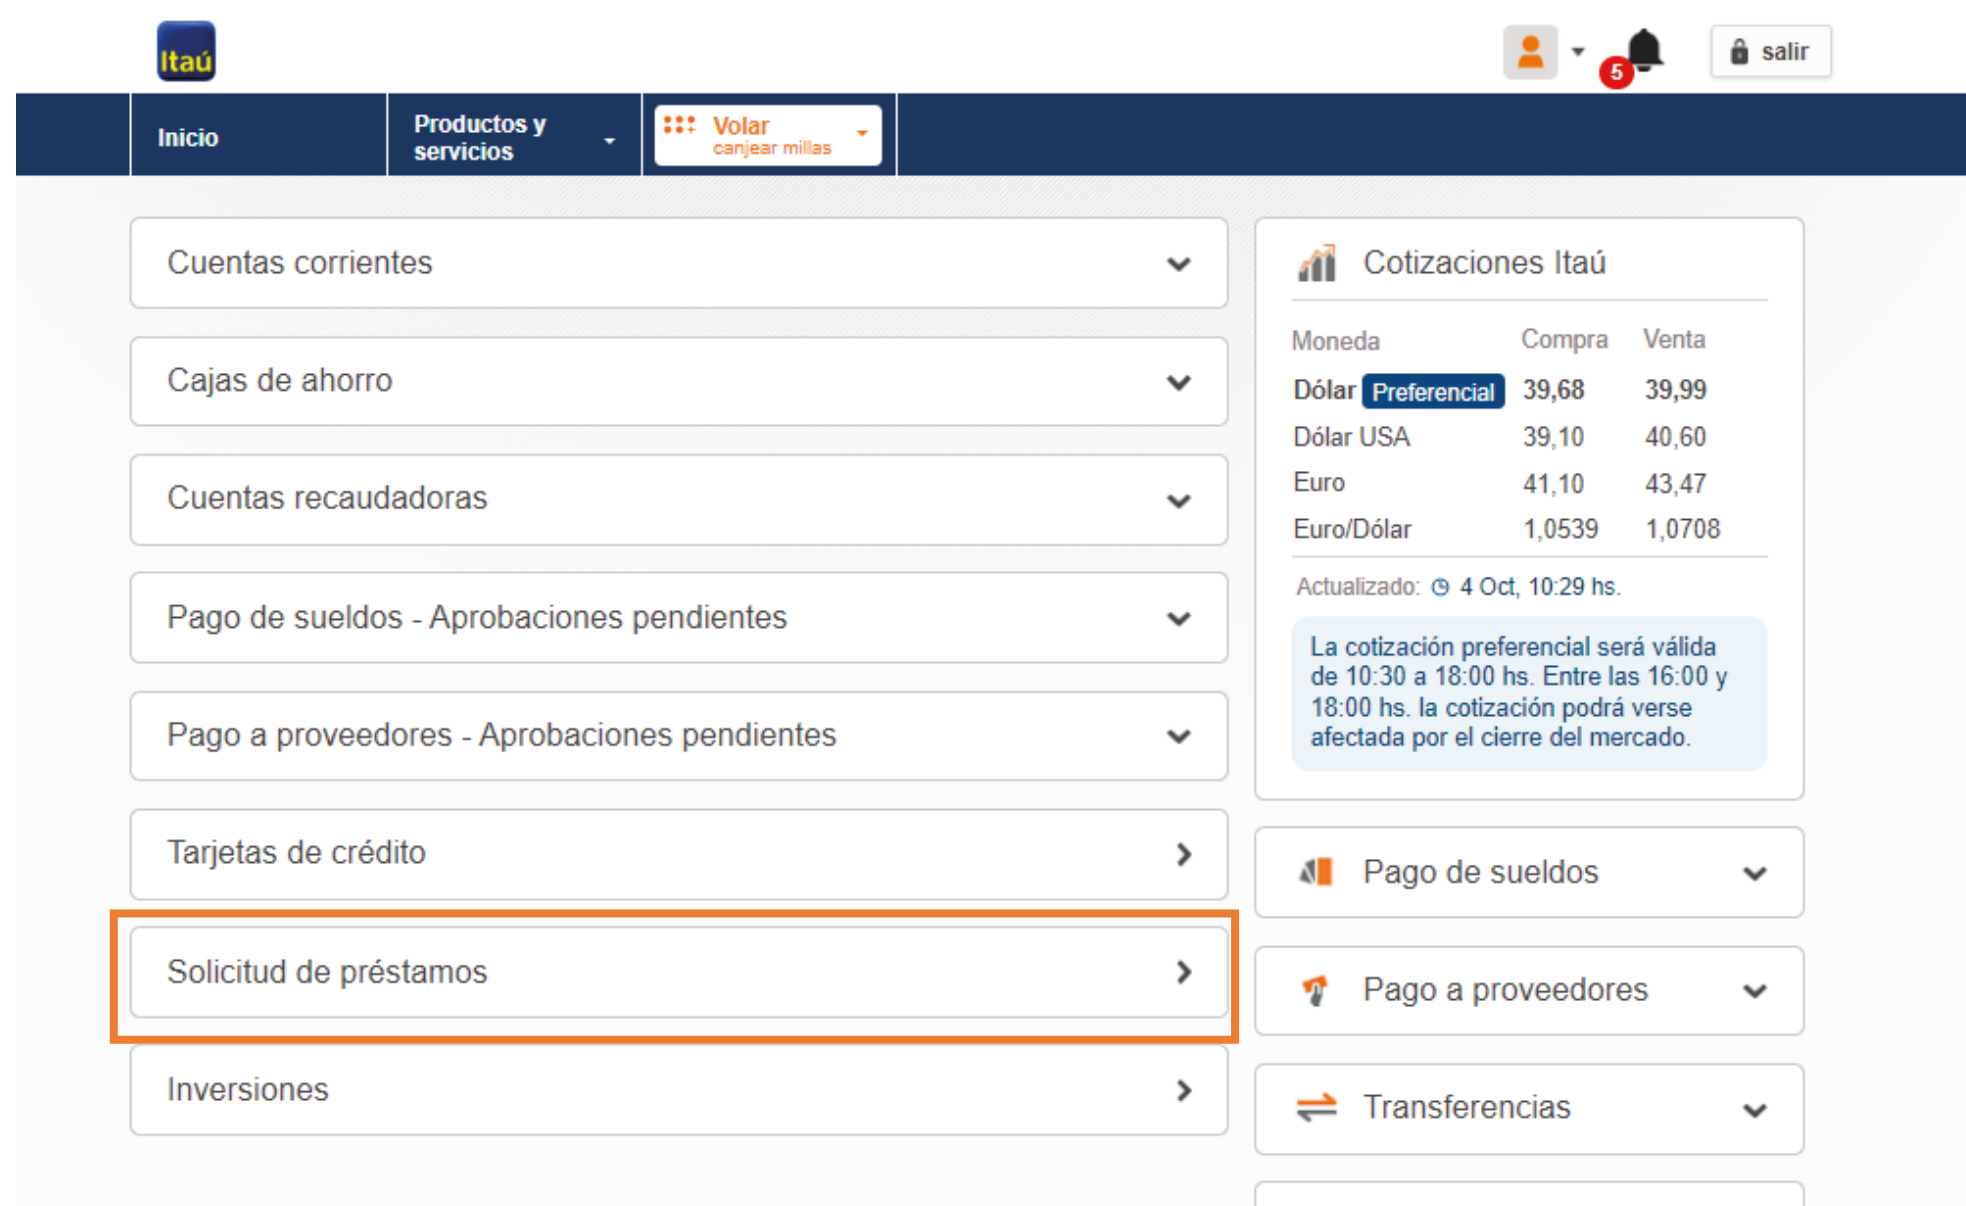 Itaú
5
salir
Inicio
Productos y
servicios
Volar
canjear millas
Cuentas corrientes
Cajas de ahorro
Cuentas recaudadoras
Pago de sueldos - Aprobaciones pendientes
Pago a proveedores - Aprobaciones pendientes
Tarjetas de crédito
Solicitud de préstamos
Inversiones
Cotizaciones Itaú
Moneda Compra Venta
Dólar Preferencial 39,68 39,99
Dólar USA 39,10 40,60
Euro 41,10 43,47
Euro/Dólar 1,0539 1,0708
Actualizado: 4 Oct, 10:29 hs.
La cotización preferencial será válida
de 10:30 a 18:00 hs. Entre las 16:00 y
18:00 hs. la cotización podrá verse
afectada por el cierre del mercado.
Pago de sueldos
Pago a proveedores
Transferencias